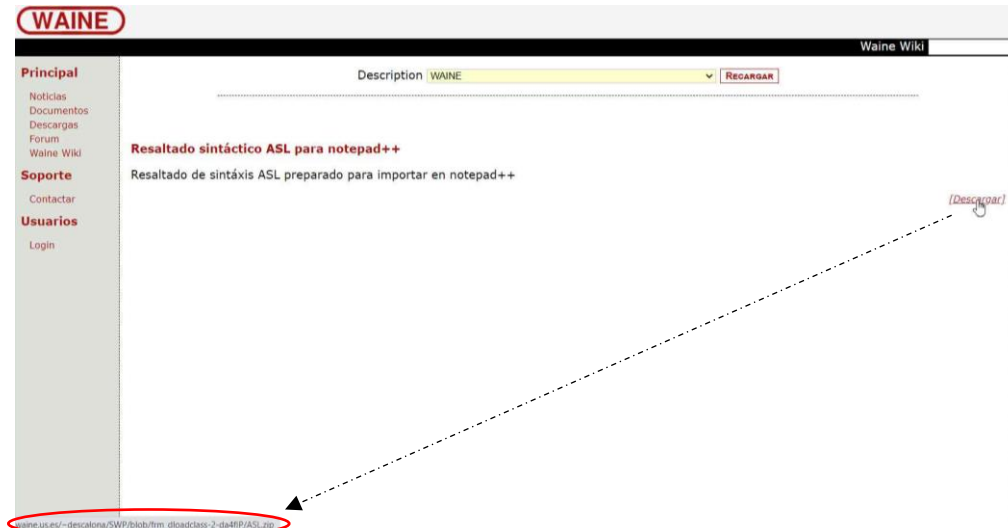 WAINE
Waine Wiki
Principal
Noticias
Documentos
Descargas
Forum
Waine Wiki
Soporte
Contactar
Usuarios
Login
Description WAINE RECARGAR
Resaltado sintáctico ASL para notepad++
Resaltado de sintáxis ASL preparado para importar en notepad++
[Descargar]
waine.us.es/~descalona/SWP/blob/frm_dloadclass-2-da4fIP/ASL.zip